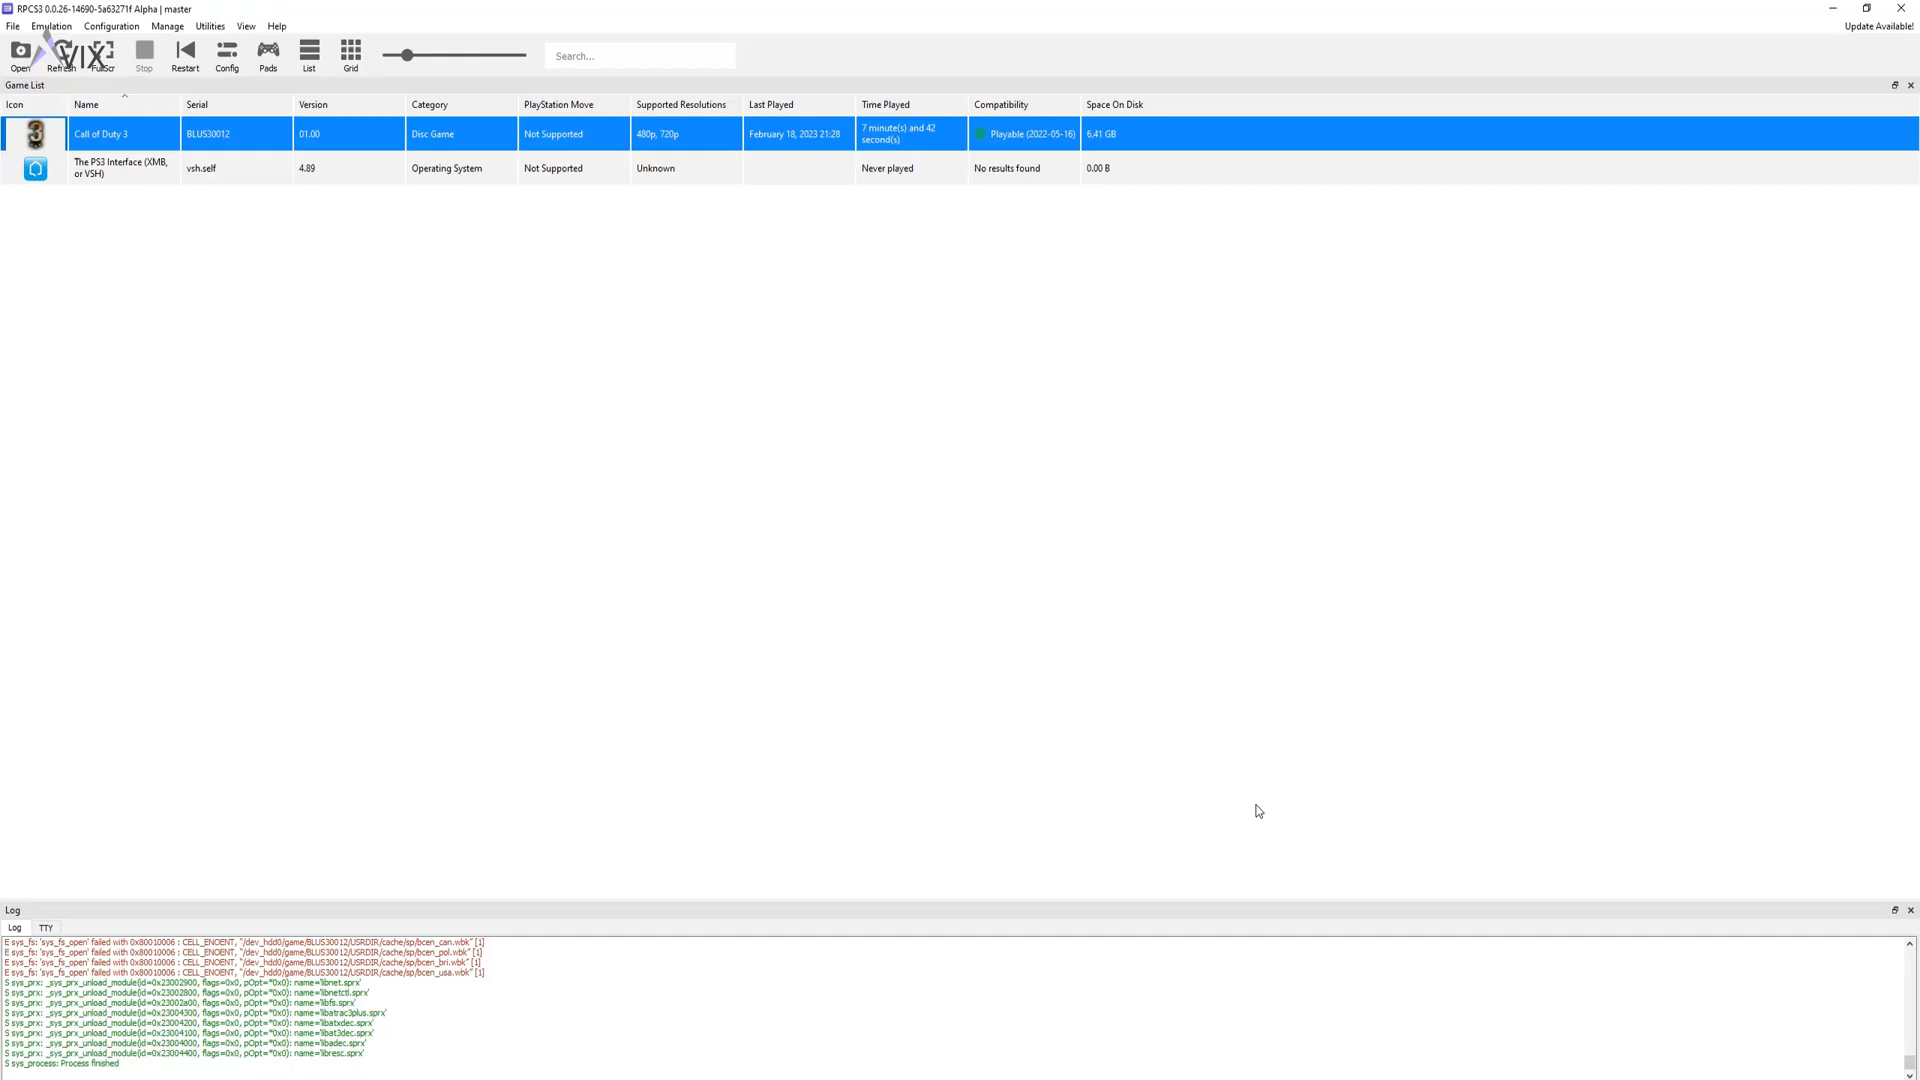 RPCS3 0.0.26-14690-5a63271f Alpha | master
File Emulation Configuration Manage Utilities View Help Update Available!
VIX
Open Refresh FullScr Stop Restart Config Pads List Grid Search...
Game List
Icon Name Serial Version Category PlayStation Move Supported Resolutions Last Played Time Played Compatibility Space On Disk
3 Call of Duty 3 BLUS30012 01.00 Disc Game Not Supported 480p, 720p February 18, 2023 21:28 7 minute(s) and 42 second(s) Playable (2022-05-16) 6.41 GB
The PS3 Interface (XMB, or VSH) vsh.self 4.89 Operating System Not Supported Unknown Never played No results found 0.00 B
Log
Log TTY
E sys_fs: 'sys_fs_open' failed with 0x80010006 : CELL_ENOENT, "/dev_hdd0/game/BLUS30012/USRDIR/cache/sp/bcen_can.wbk" [1]
E sys_fs: 'sys_fs_open' failed with 0x80010006 : CELL_ENOENT, "/dev_hdd0/game/BLUS30012/USRDIR/cache/sp/bcen_pol.wbk" [1]
E sys_fs: 'sys_fs_open' failed with 0x80010006 : CELL_ENOENT, "/dev_hdd0/game/BLUS30012/USRDIR/cache/sp/bcen_bri.wbk" [1]
E sys_fs: 'sys_fs_open' failed with 0x80010006 : CELL_ENOENT, "/dev_hdd0/game/BLUS30012/USRDIR/cache/sp/bcen_usa.wbk" [1]
S sys_prx: _sys_prx_unload_module(id=0x23002900, flags=0x0, pOpt=*0x0): name='libnet.sprx'
S sys_prx: _sys_prx_unload_module(id=0x23002800, flags=0x0, pOpt=*0x0): name='libnetctl.sprx'
S sys_prx: _sys_prx_unload_module(id=0x23002a00, flags=0x0, pOpt=*0x0): name='libfs.sprx'
S sys_prx: _sys_prx_unload_module(id=0x23004300, flags=0x0, pOpt=*0x0): name='libatrac3plus.sprx'
S sys_prx: _sys_prx_unload_module(id=0x23004200, flags=0x0, pOpt=*0x0): name='libatxdec.sprx'
S sys_prx: _sys_prx_unload_module(id=0x23004100, flags=0x0, pOpt=*0x0): name='libat3dec.sprx'
S sys_prx: _sys_prx_unload_module(id=0x23004000, flags=0x0, pOpt=*0x0): name='libadec.sprx'
S sys_prx: _sys_prx_unload_module(id=0x23004400, flags=0x0, pOpt=*0x0): name='libresc.sprx'
S sys_process: Process finished